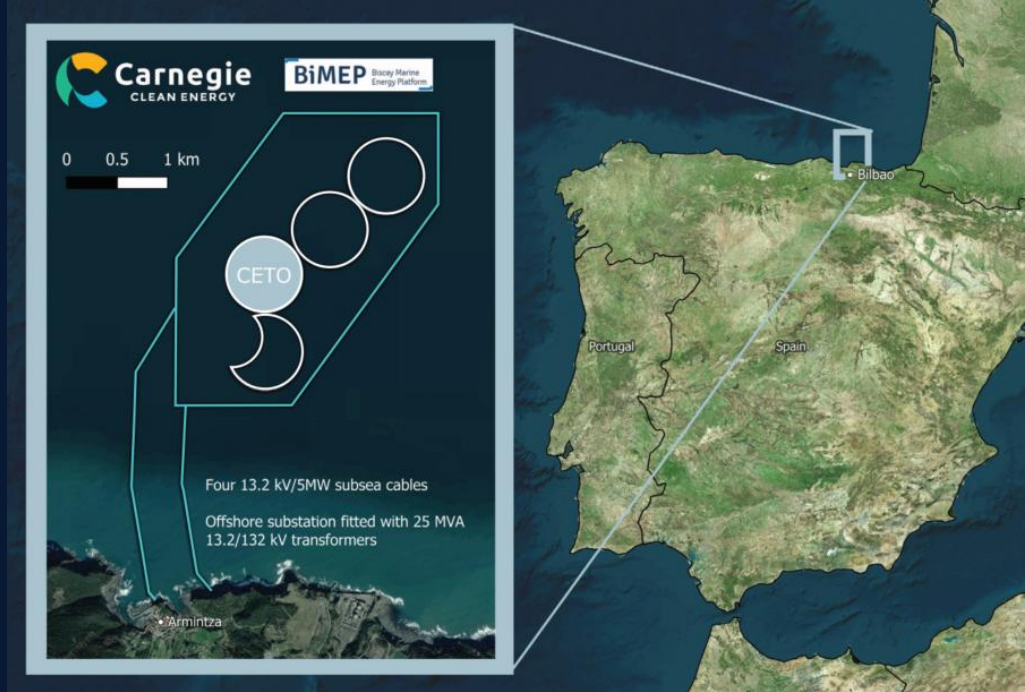 Carnegie
CLEAN ENERGY
BiMEP
Biscay Marine
Energy Platform
0 0.5 1 km
CETO
Four 13.2 kV/5MW subsea cables
Offshore substation fitted with 25 MVA
13.2/132 kV transformers
Armintza
Bilbao
Portugal
Spain